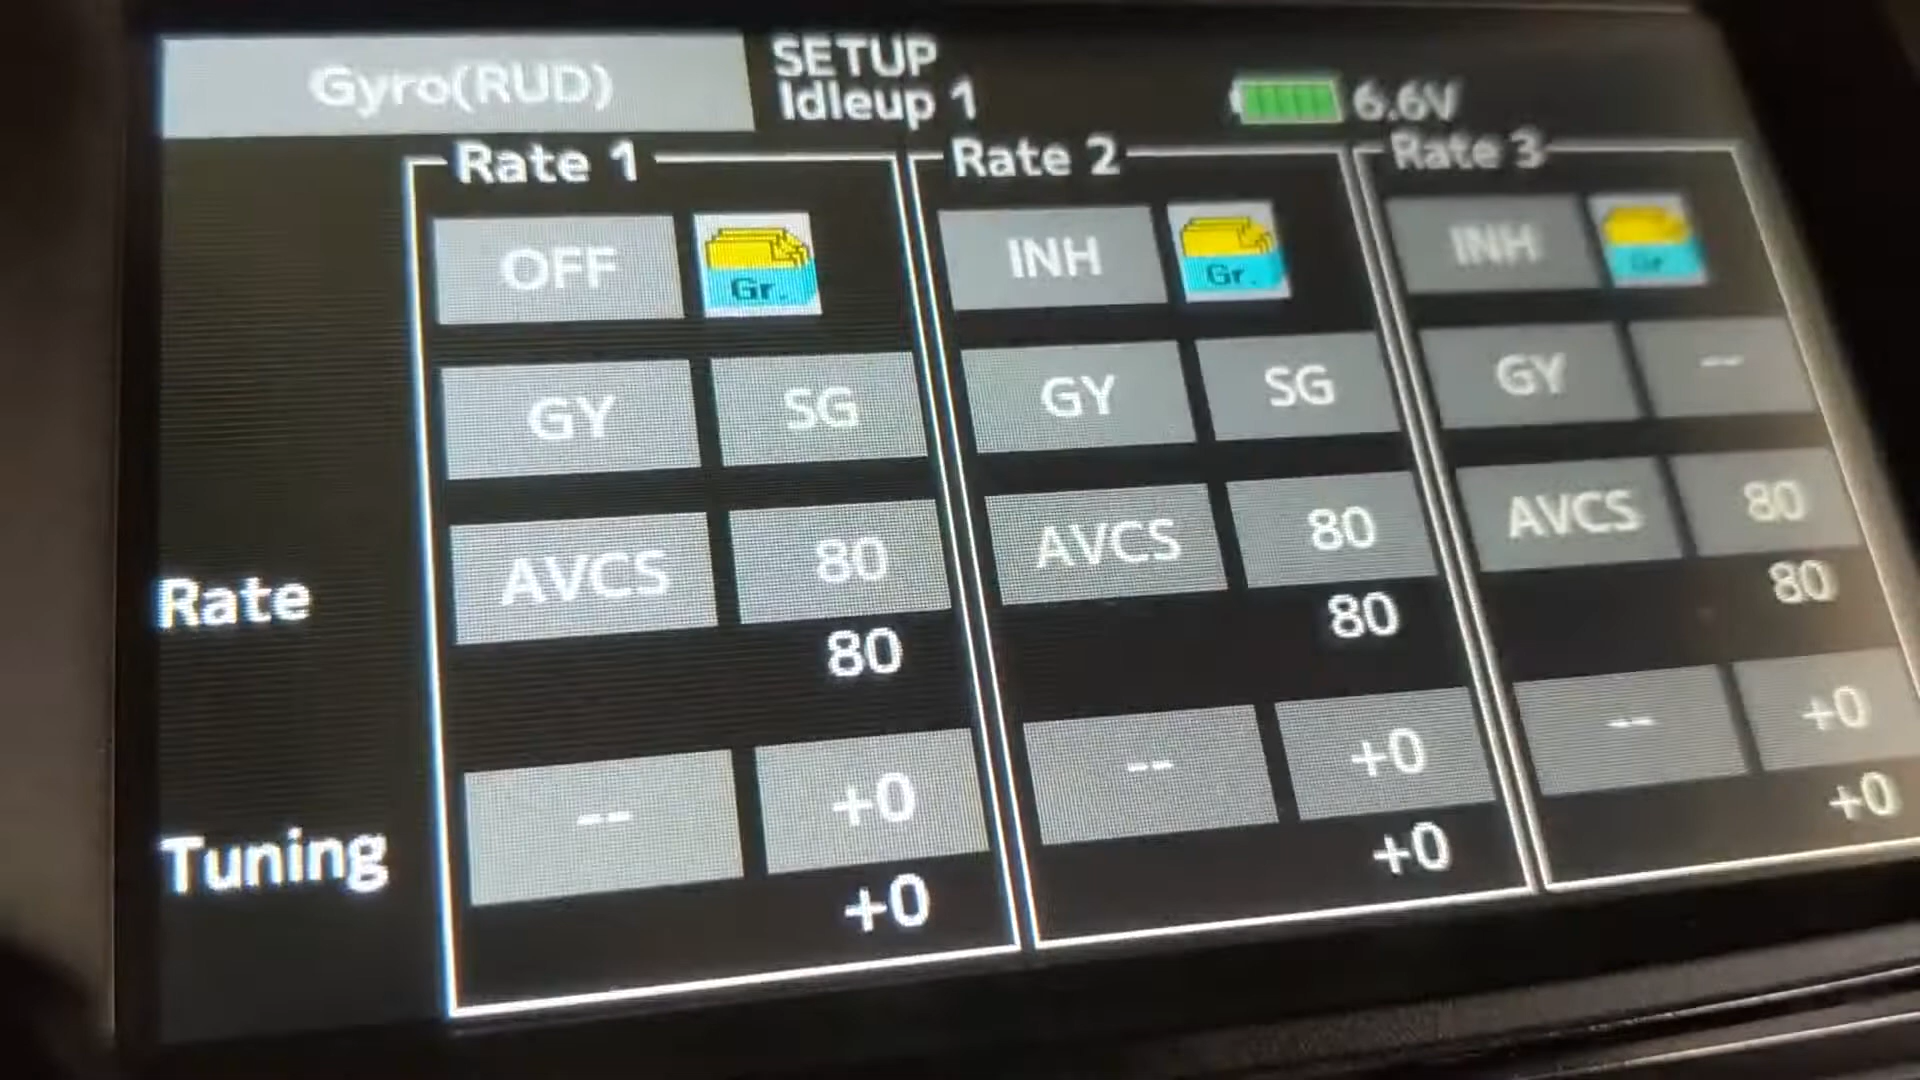 Gyro(RUD)
SETUP
Idleup 1
6.6V
Rate 1
Rate 2
Rate 3
OFF
Gr.
INH
Gr.
INH
Gr.
GY
SG
GY
SG
GY
--
Rate
AVCS
80
AVCS
80
AVCS
80
80
80
80
Tuning
--
+0
--
+0
--
+0
+0
+0
+0